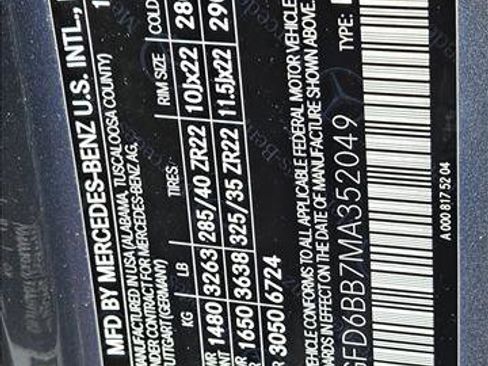 MFD BY MERCEDES-BENZ U.S. INTL.,
MANUFACTURED IN USA (ALABAMA, TUSCALOOSA COUNTY)
UNDER CONTRACT FOR MERCEDES-BENZ AG,
STUTTGART (GERMANY)
KG LB TIRES RIM SIZE COLD
1480 3263 285/40 ZR22 10Jx22 28
1650 3638 325/35 ZR22 11.5Jx22 29
3050 6724
VEHICLE CONFORMS TO ALL APPLICABLE FEDERAL MOTOR VEHICLE
IN EFFECT ON THE DATE OF MANUFACTURE SHOWN ABOVE.
GFD6BB7MA352049 TYPE:
A 000 817 52 04